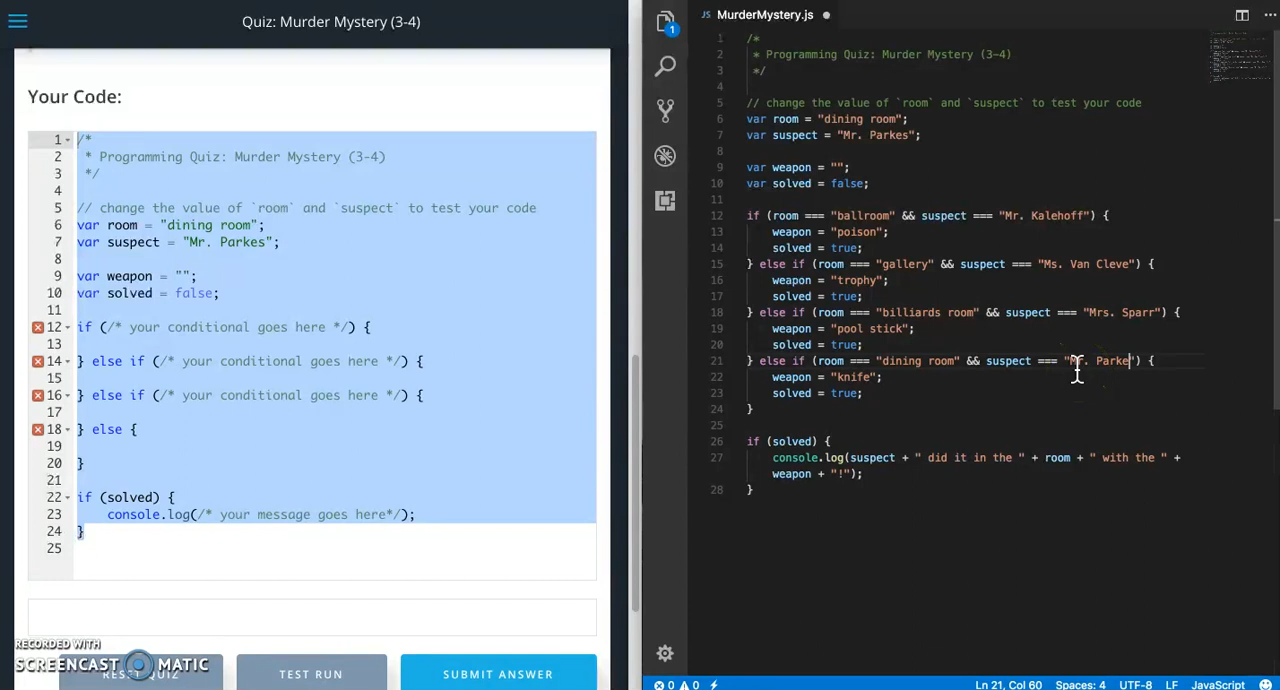 Quiz: Murder Mystery (3-4)
Your Code:
1 /*
2 * Programming Quiz: Murder Mystery (3-4)
3 */
4
5 // change the value of `room` and `suspect` to test your code
6 var room = "dining room";
7 var suspect = "Mr. Parkes";
8
9 var weapon = "";
10 var solved = false;
11
12 if (/* your conditional goes here */) {
13
14 } else if (/* your conditional goes here */) {
15
16 } else if (/* your conditional goes here */) {
17
18 } else {
19
20 }
21
22 if (solved) {
23 console.log(/* your message goes here*/);
24 }
25
RECORDED WITH
SCREENCAST MATIC
RESET QUIZ
TEST RUN
SUBMIT ANSWER
1
JS MurderMystery.js
1 /*
2 * Programming Quiz: Murder Mystery (3-4)
3 */
4
5 // change the value of `room` and `suspect` to test your code
6 var room = "dining room";
7 var suspect = "Mr. Parkes";
8
9 var weapon = "";
10 var solved = false;
11
12 if (room === "ballroom" && suspect === "Mr. Kalehoff") {
13 weapon = "poison";
14 solved = true;
15 } else if (room === "gallery" && suspect === "Ms. Van Cleve") {
16 weapon = "trophy";
17 solved = true;
18 } else if (room === "billiards room" && suspect === "Mrs. Sparr") {
19 weapon = "pool stick";
20 solved = true;
21 } else if (room === "dining room" && suspect === "Mr. Parke") {
22 weapon = "knife";
23 solved = true;
24 }
25
26 if (solved) {
27 console.log(suspect + " did it in the " + room + " with the " +
weapon + "!");
28 }
0 0 Ln 21, Col 60 Spaces: 4 UTF-8 LF JavaScript